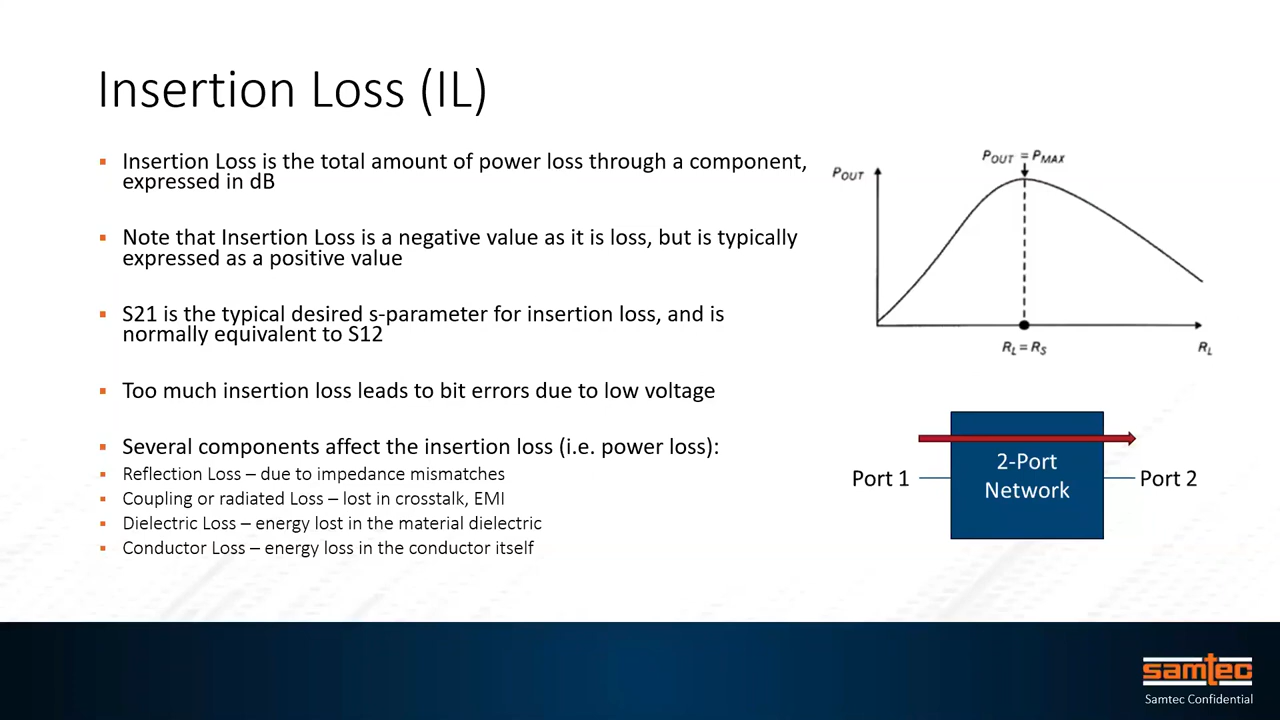 Insertion Loss (IL)
▪ Insertion Loss is the total amount of power loss through a component,
expressed in dB
▪ Note that Insertion Loss is a negative value as it is loss, but is typically
expressed as a positive value
▪ S21 is the typical desired s-parameter for insertion loss, and is
normally equivalent to S12
▪ Too much insertion loss leads to bit errors due to low voltage
▪ Several components affect the insertion loss (i.e. power loss):
▪ Reflection Loss – due to impedance mismatches
▪ Coupling or radiated Loss – lost in crosstalk, EMI
▪ Dielectric Loss – energy lost in the material dielectric
▪ Conductor Loss – energy loss in the conductor itself
POUT = PMAX
POUT
RL = RS
RL
2-Port
Network
Port 1
Port 2
samtec
Samtec Confidential